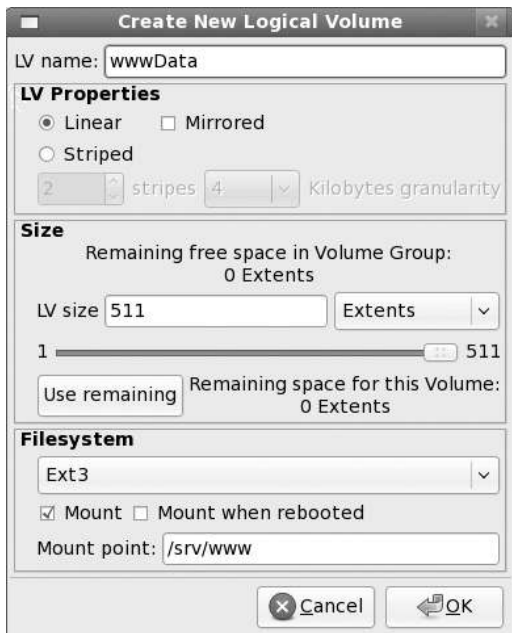 Create New Logical Volume
LV name: wwwData
LV Properties
Linear Mirrored
Striped
2 stripes 4 Kilobytes granularity
Size
Remaining free space in Volume Group:
0 Extents
LV size 511 Extents
1 511
Use remaining Remaining space for this Volume:
0 Extents
Filesystem
Ext3
Mount Mount when rebooted
Mount point: /srv/www
Cancel OK